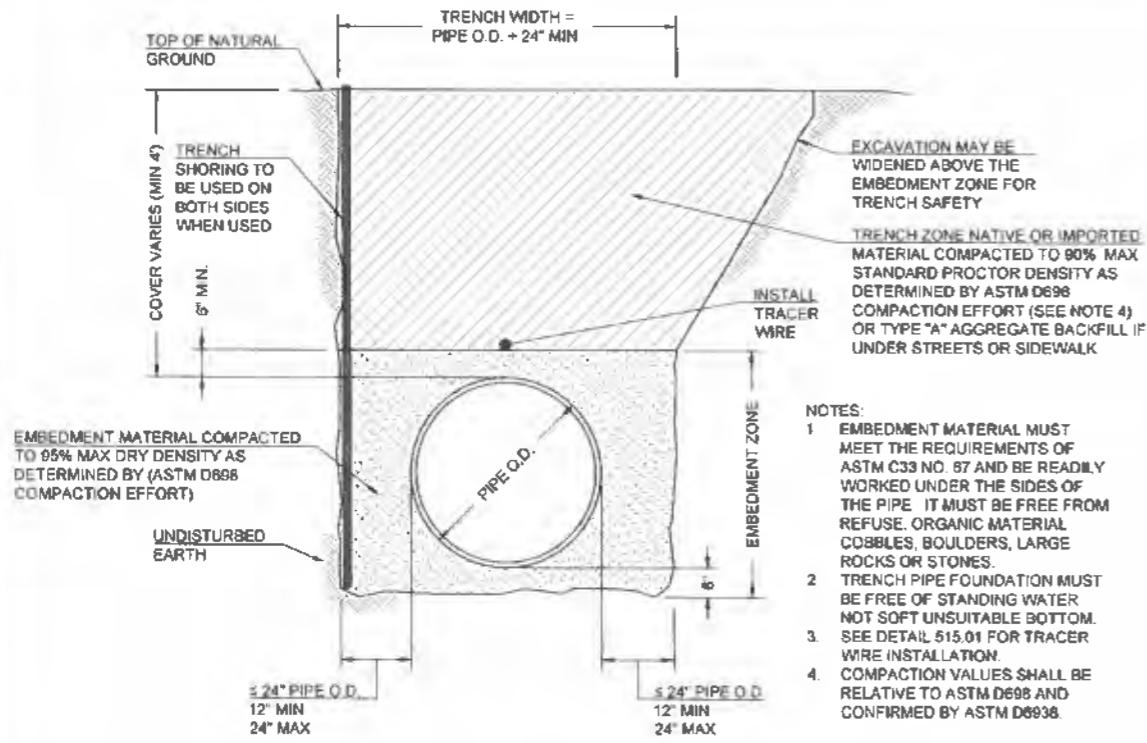 TRENCH WIDTH =
PIPE O.D. + 24" MIN
TOP OF NATURAL
GROUND
COVER VARIES (MIN 4')
6" MIN.
TRENCH
SHORING TO
BE USED ON
BOTH SIDES
WHEN USED
EXCAVATION MAY BE
WIDENED ABOVE THE
EMBEDMENT ZONE FOR
TRENCH SAFETY
TRENCH ZONE NATIVE OR IMPORTED
MATERIAL COMPACTED TO 90% MAX
STANDARD PROCTOR DENSITY AS
DETERMINED BY ASTM D698
COMPACTION EFFORT (SEE NOTE 4)
OR TYPE "A" AGGREGATE BACKFILL IF
UNDER STREETS OR SIDEWALK
INSTALL
TRACER
WIRE
EMBEDMENT MATERIAL COMPACTED
TO 95% MAX DRY DENSITY AS
DETERMINED BY (ASTM D698
COMPACTION EFFORT)
UNDISTURBED
EARTH
PIPE O.D.
EMBEDMENT ZONE
6"
≤ 24" PIPE O.D.
12" MIN
24" MAX
≤ 24" PIPE O.D
12" MIN
24" MAX
NOTES:
1 EMBEDMENT MATERIAL MUST
MEET THE REQUIREMENTS OF
ASTM C33 NO. 67 AND BE READILY
WORKED UNDER THE SIDES OF
THE PIPE IT MUST BE FREE FROM
REFUSE, ORGANIC MATERIAL
COBBLES, BOULDERS, LARGE
ROCKS OR STONES.
2 TRENCH PIPE FOUNDATION MUST
BE FREE OF STANDING WATER
NOT SOFT UNSUITABLE BOTTOM.
3. SEE DETAIL 515.01 FOR TRACER
WIRE INSTALLATION.
4. COMPACTION VALUES SHALL BE
RELATIVE TO ASTM D698 AND
CONFIRMED BY ASTM D6938.